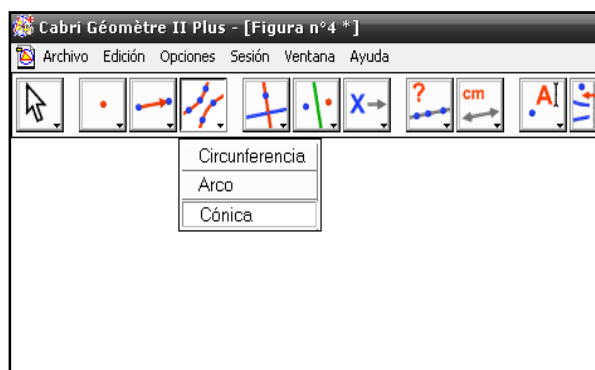 Cabri Géomètre II Plus - [Figura n°4 *]
Archivo Edición Opciones Sesión Ventana Ayuda
X ? cm A
Circunferencia
Arco
Cónica